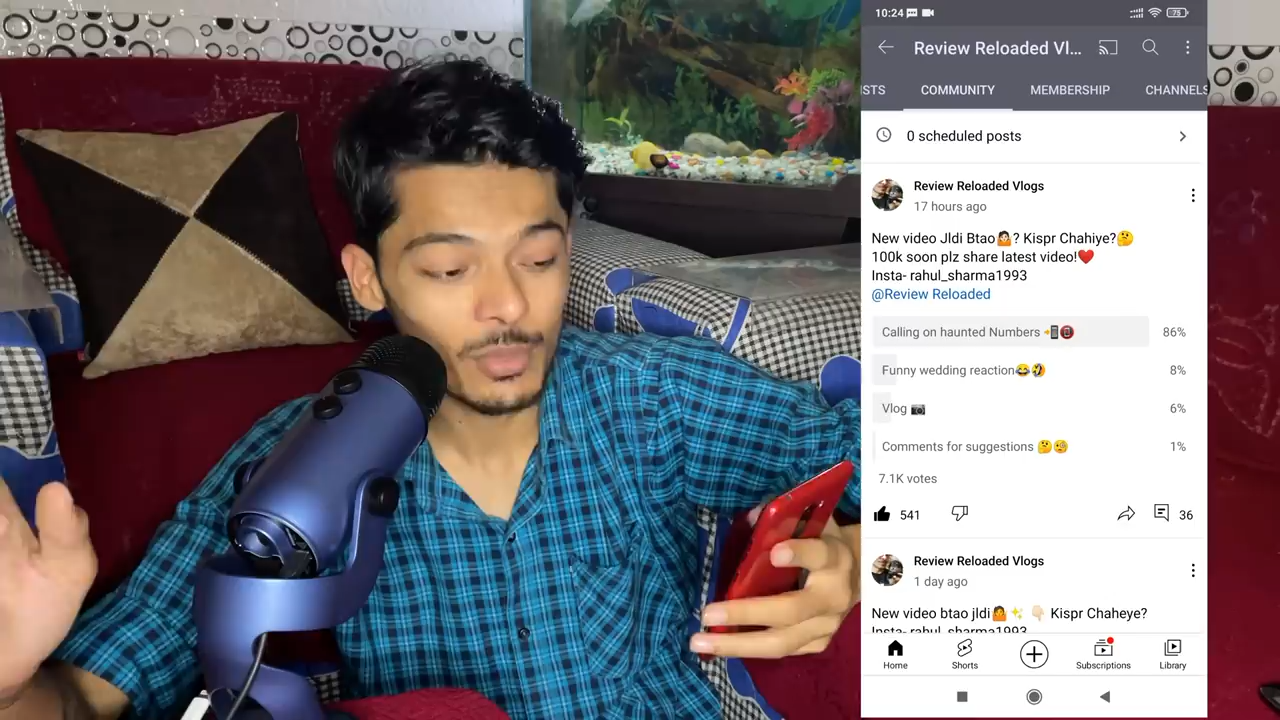 10:24
75
Review Reloaded Vl...
STS COMMUNITY MEMBERSHIP CHANNELS
0 scheduled posts
Review Reloaded Vlogs
17 hours ago
New video Jldi Btao🤷? Kispr Chahiye?🤔
100k soon plz share latest video!❤️
Insta- rahul_sharma1993
@Review Reloaded
Calling on haunted Numbers 📲📵 86%
Funny wedding reaction😂🤣 8%
Vlog 📷 6%
Comments for suggestions 🤔🧐 1%
7.1K votes
541 36
Review Reloaded Vlogs
1 day ago
New video btao jldi🤷✨ 👇🏻 Kispr Chaheye?
Insta- rahul_sharma1993
Home Shorts Subscriptions Library